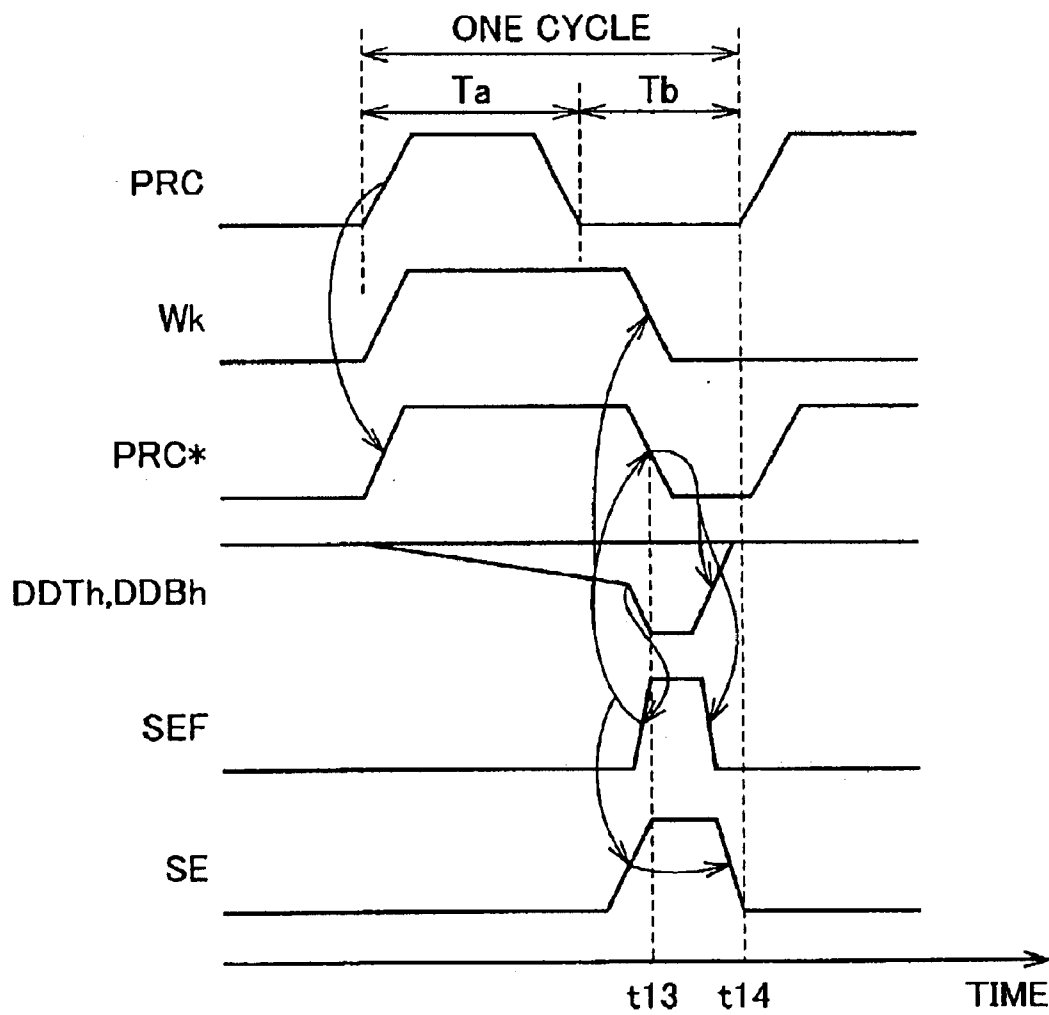 ONE CYCLE
Ta Tb
PRC
Wk
PRC*
DDTh,DDBh
SEF
SE
t13 t14 TIME